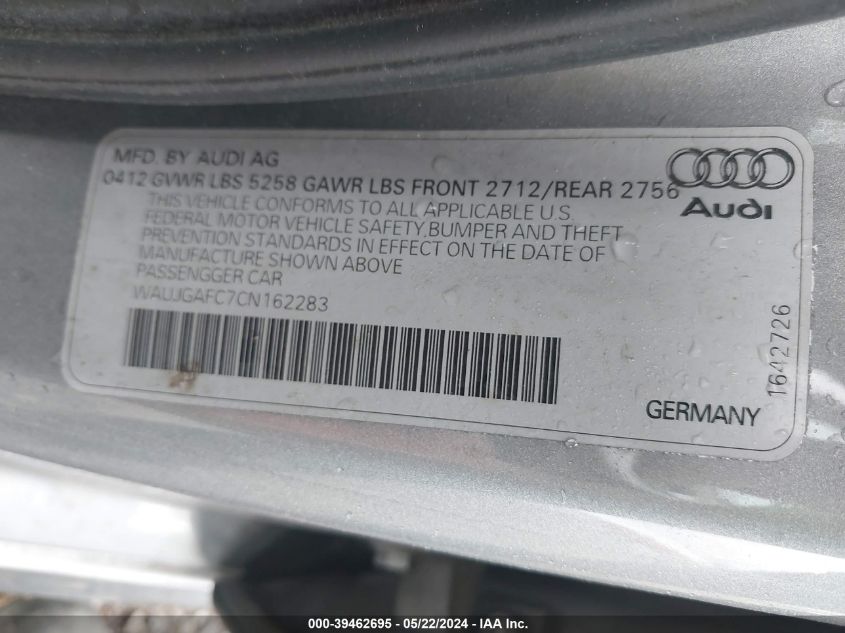 MFD. BY AUDI AG
0412 GVWR LBS 5258 GAWR LBS FRONT 2712/REAR 2756
THIS VEHICLE CONFORMS TO ALL APPLICABLE U.S.
FEDERAL MOTOR VEHICLE SAFETY,BUMPER AND THEFT
PREVENTION STANDARDS IN EFFECT ON THE DATE OF
MANUFACTURE SHOWN ABOVE
PASSENGGER CAR
WAUJGAFC7CN162283
Audi
1642726
GERMANY
000-39462695 - 05/22/2024 - IAA Inc.